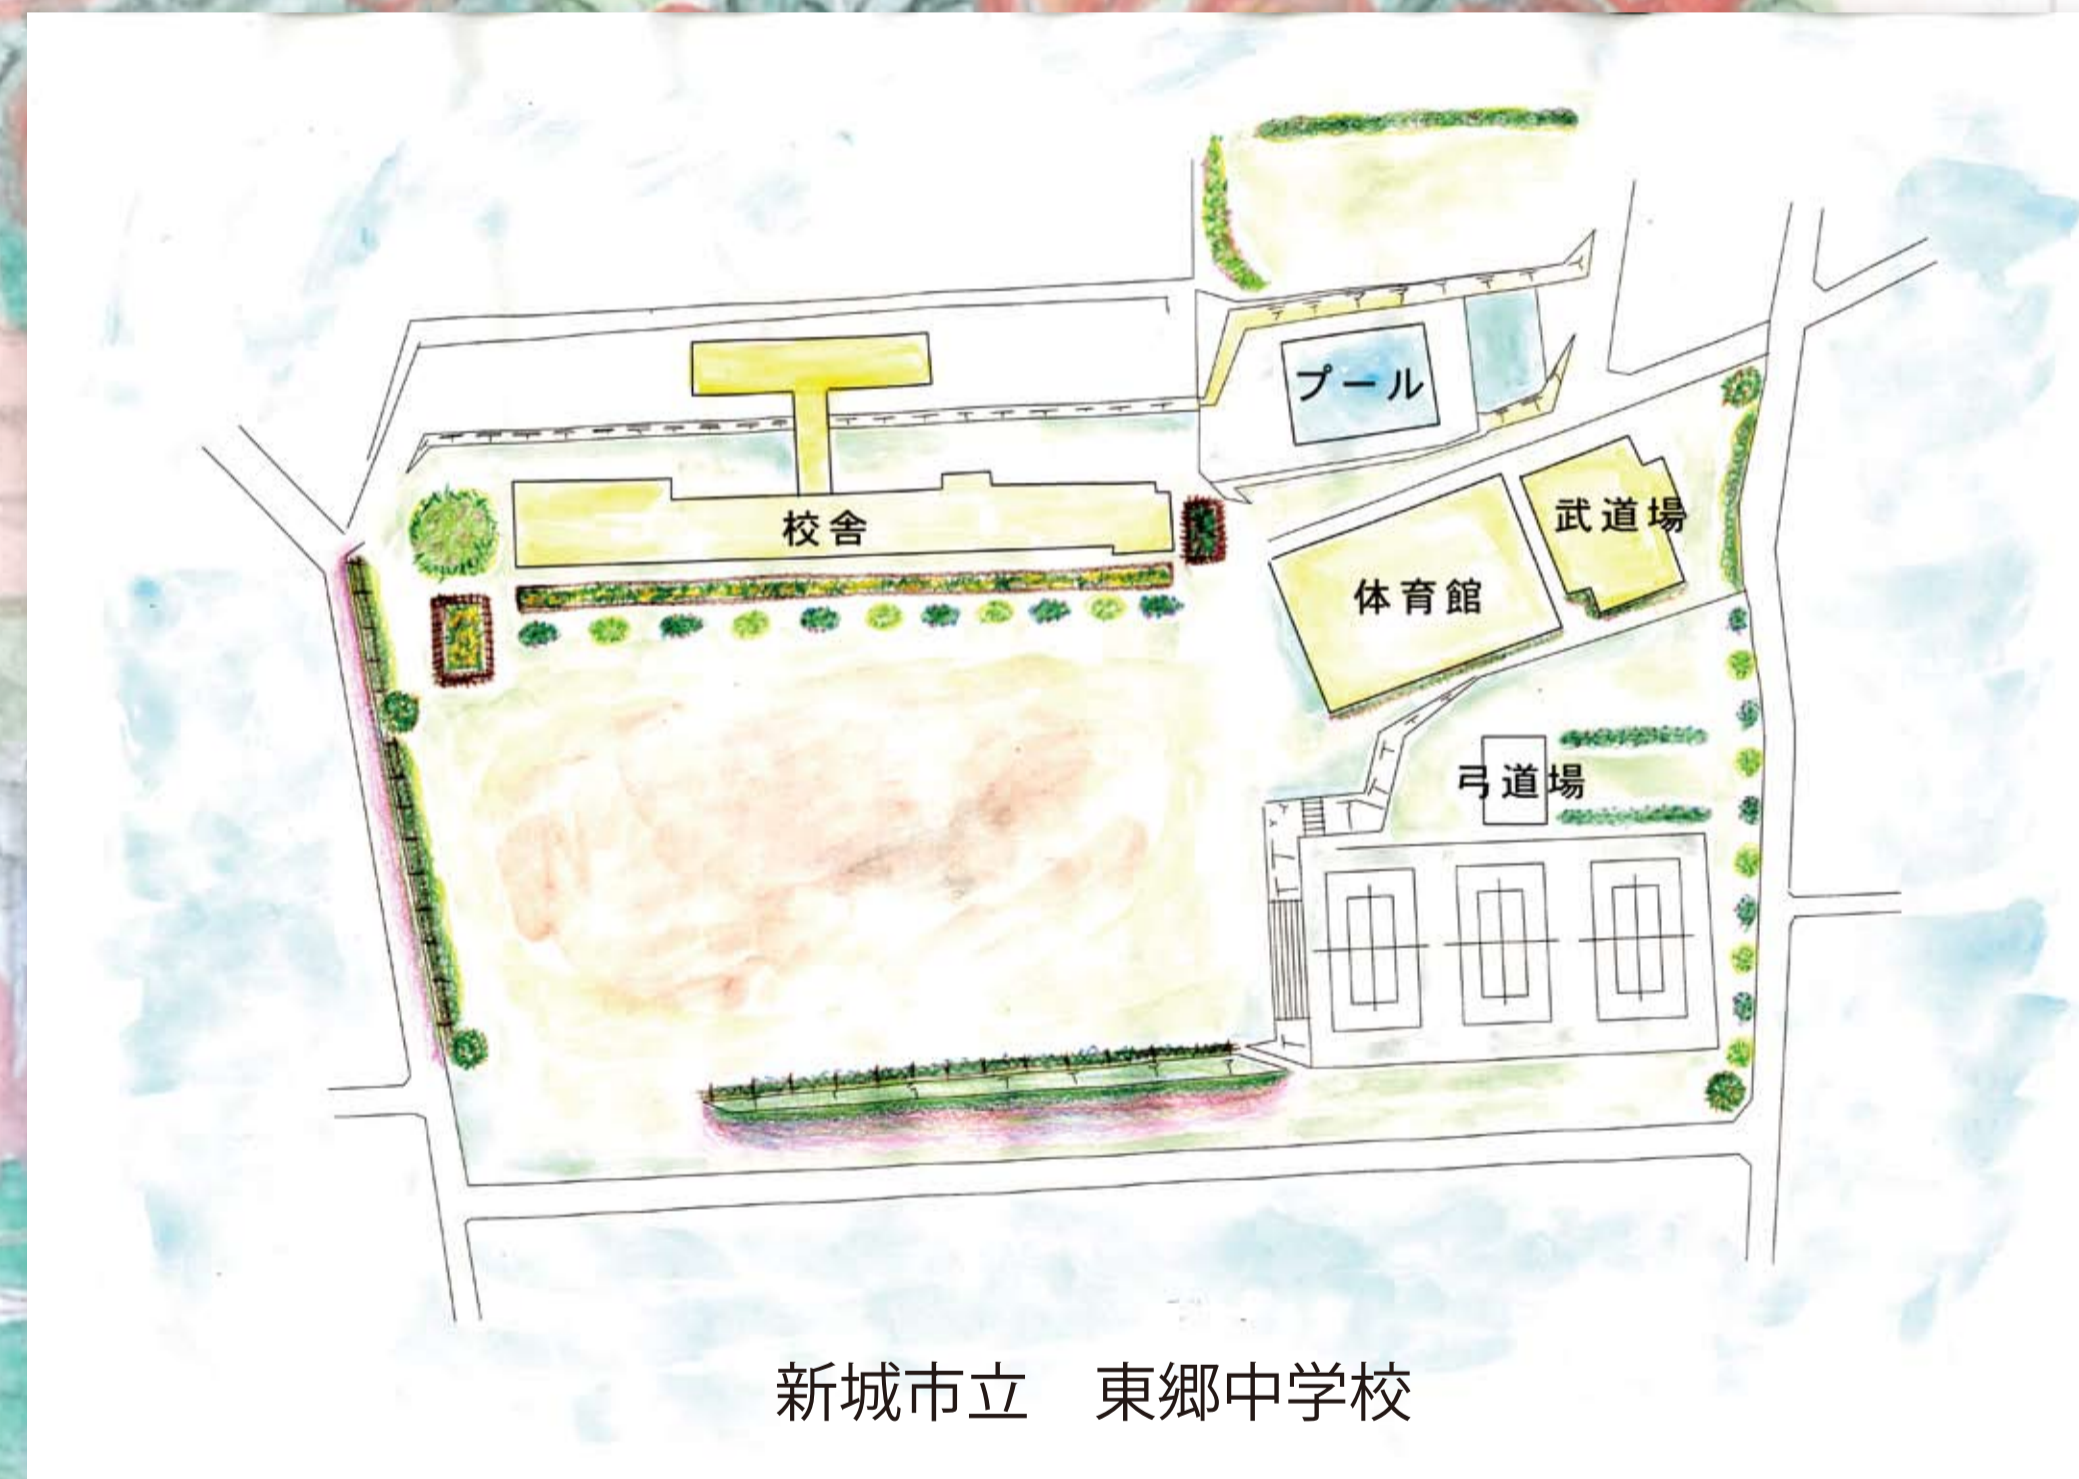 プール
武道場
校舎
体育館
弓道場
新城市立　東郷中学校